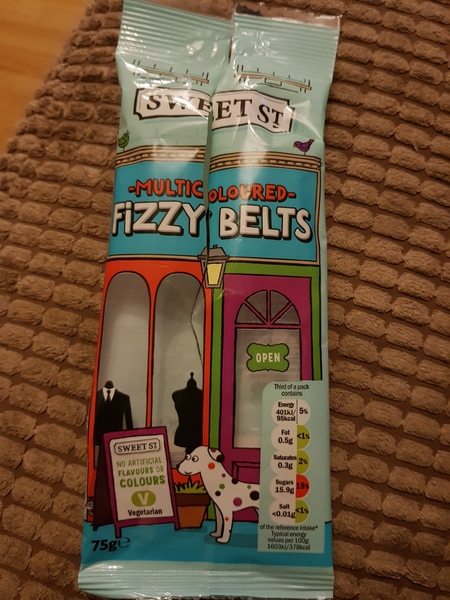 SWEET ST.
-MULTICOLOURED-
FiZZY BELTS
OPEN
Third of a pack
contains
Energy
401kJ/
95kcal
5%
Fat
0.5g
<1%
Saturates
0.3g
2%
Sugars
15.9g
18%
Salt
<0.01g
<1%
of the reference intake*
Typical energy
values per 100g:
1603kJ/378kcal
SWEET ST.
NO ARTIFICIAL
FLAVOURS OR
COLOURS
V
Vegetarian
75g℮